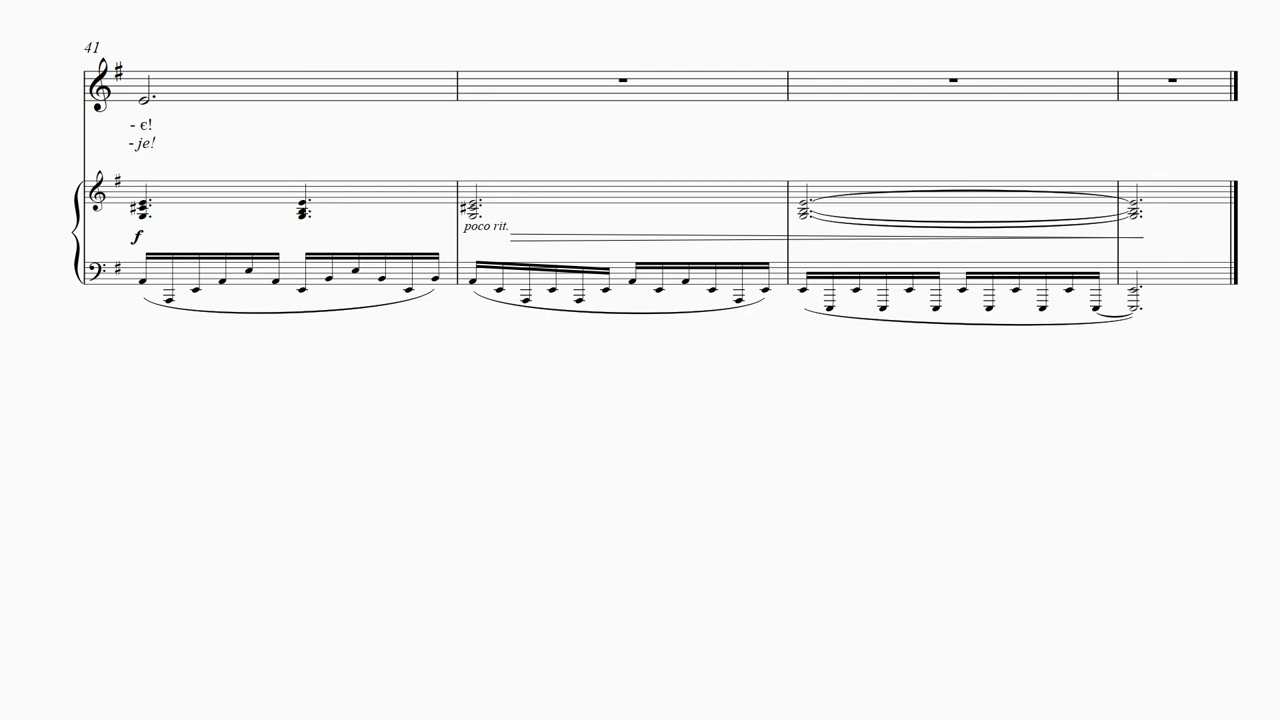 41
- є!
- je!
f
poco rit.